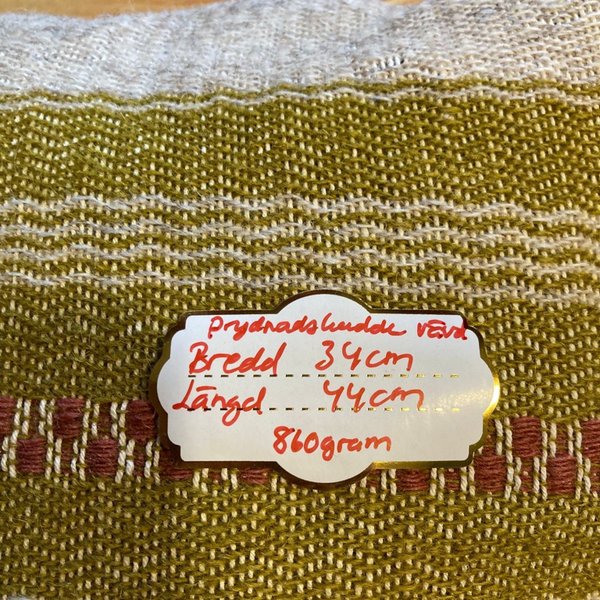 prydnadskudde vävd
Bredd 34cm
Längd 44cm
860gram